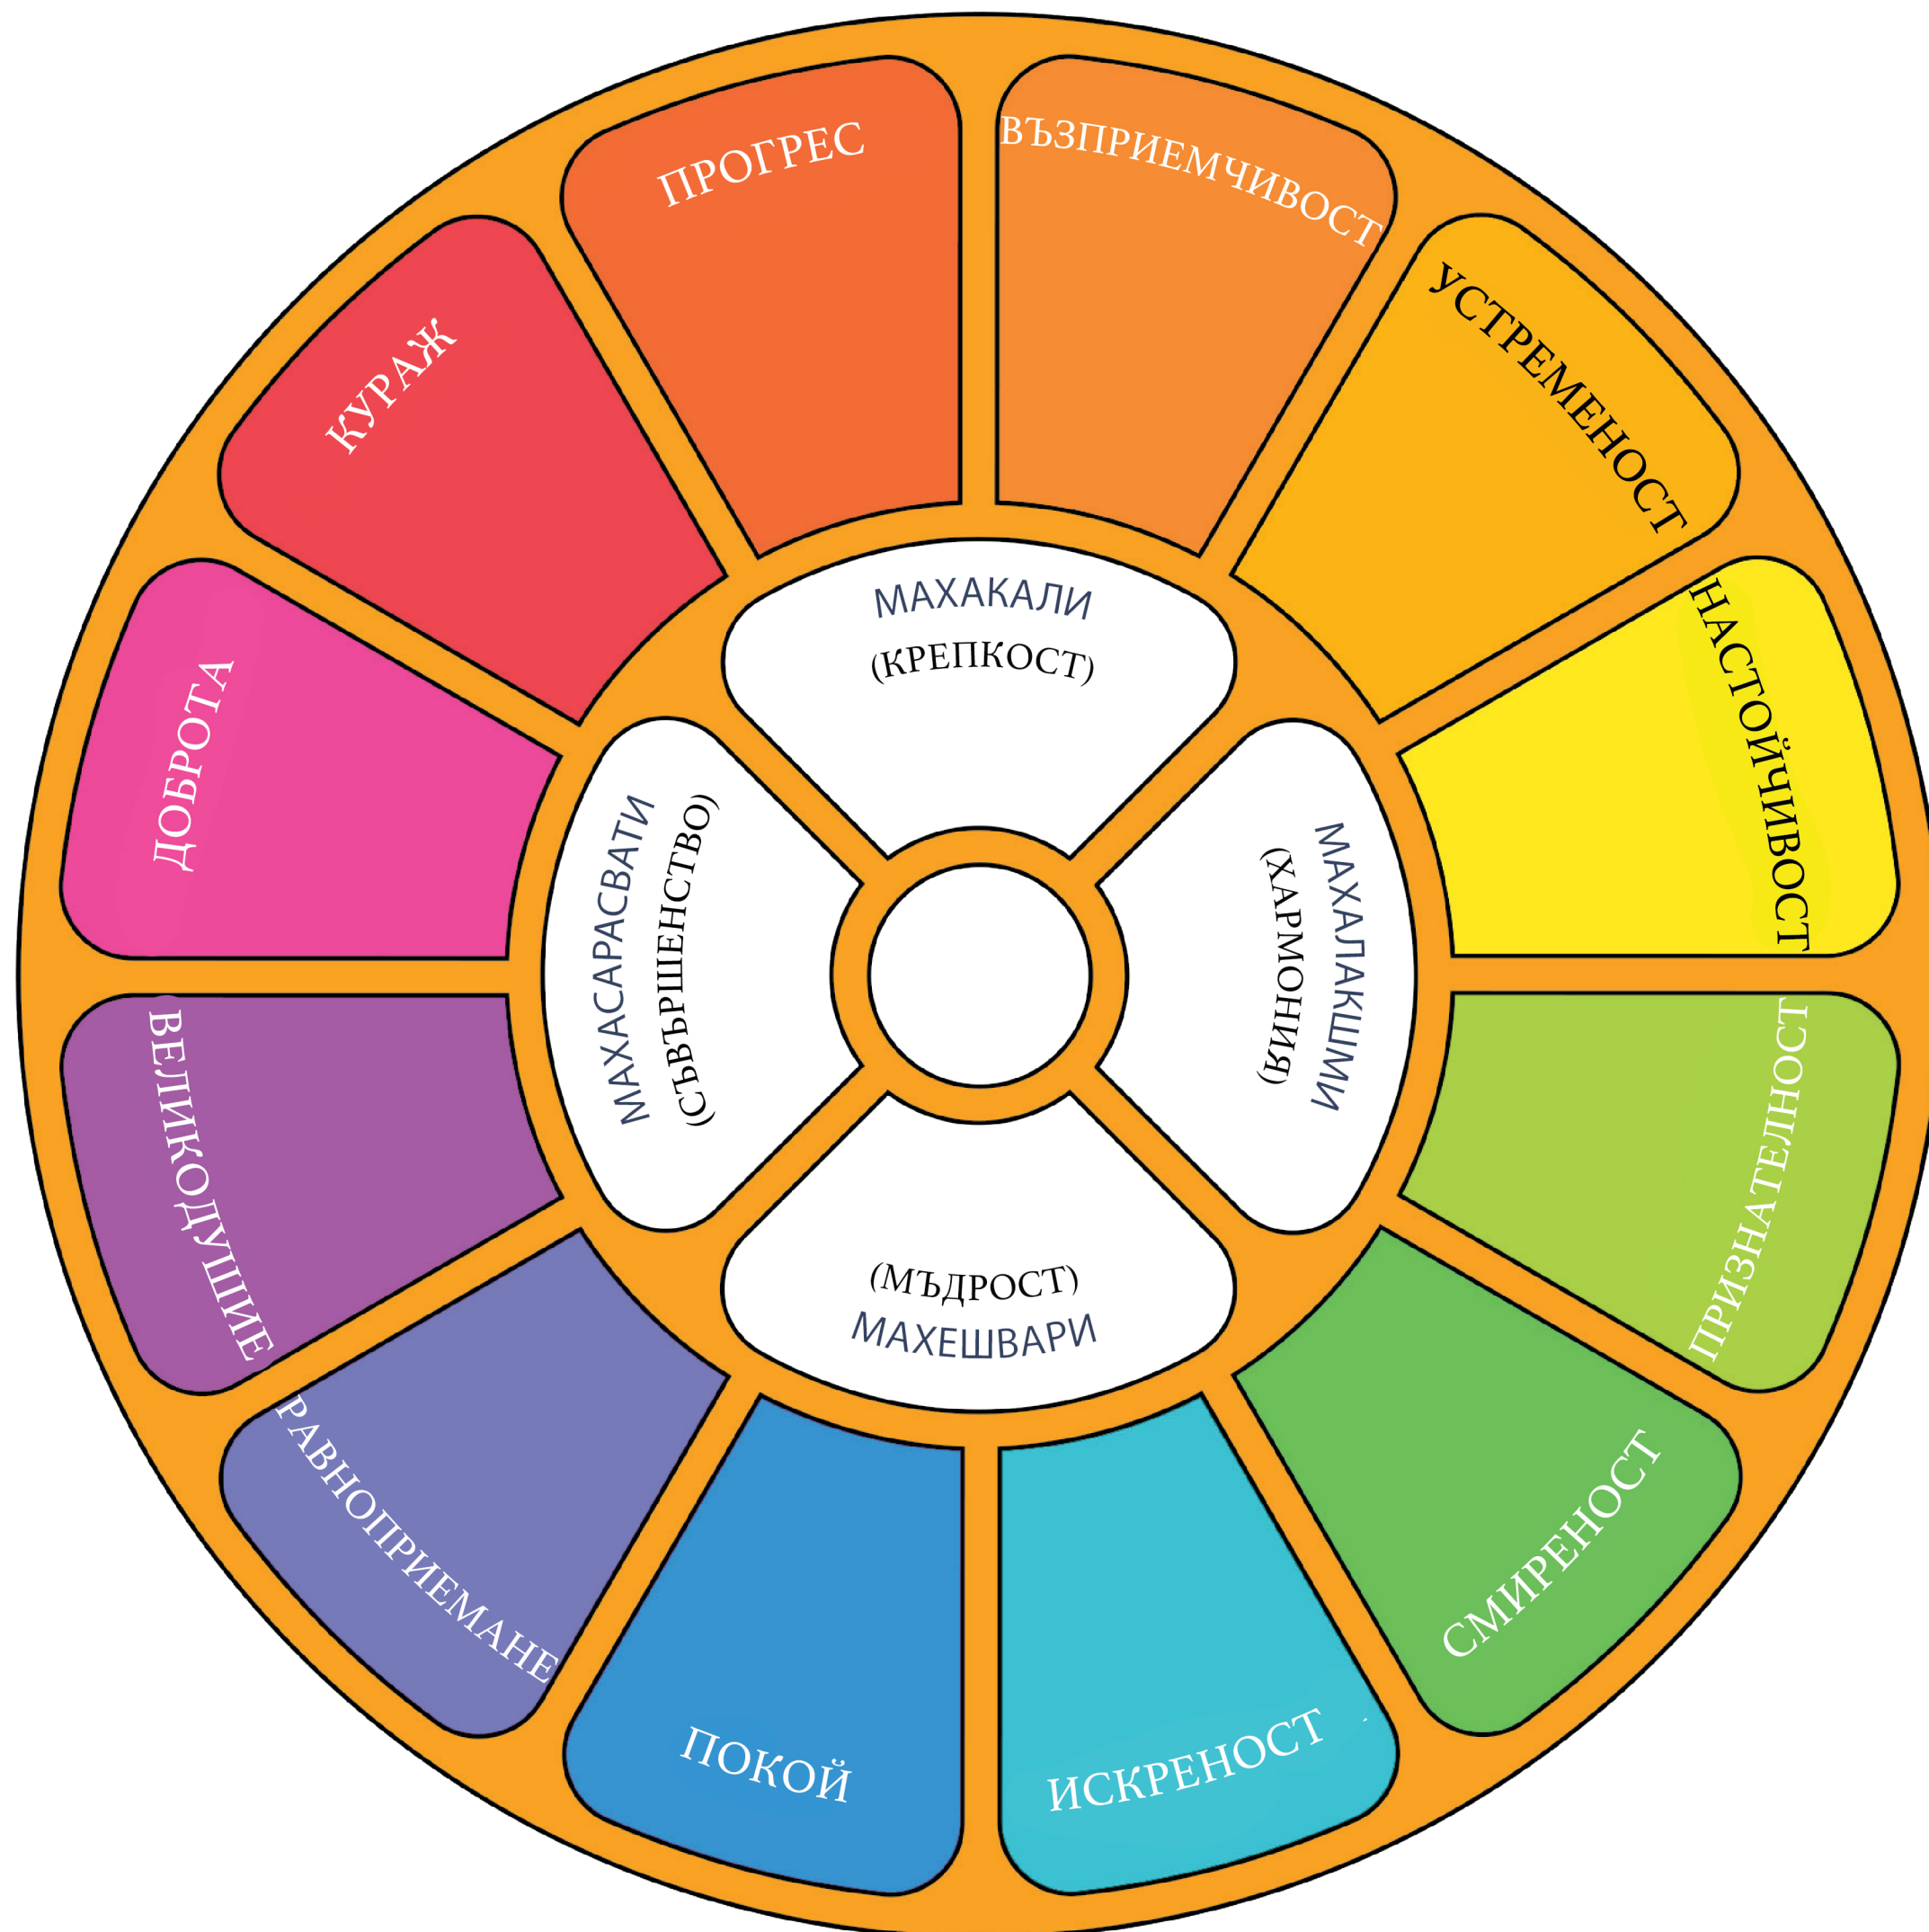 ПРОГРЕС
ВЪЗПРИЕМЧИВОСТ
УСТРЕМЕНОСТ
НАСТОЙЧИВОСТ
ПРИЗНАТЕЛНОСТ
СМИРЕНОСТ
ИСКРЕНОСТ
ПОКОЙ
РАВНОПРИЕМАНЕ
ВЕЛИКОДУШИЕ
ДОБРОТА
КУРАЖ
МАХАКАЛИ
(КРЕПКОСТ)
МАХАЛАКШМИ
(ХАРМОНИЯ)
(МЪДРОСТ)
МАХЕШВАРИ
МАХАСАРАСВАТИ
(СЪВЪРШЕНСТВО)